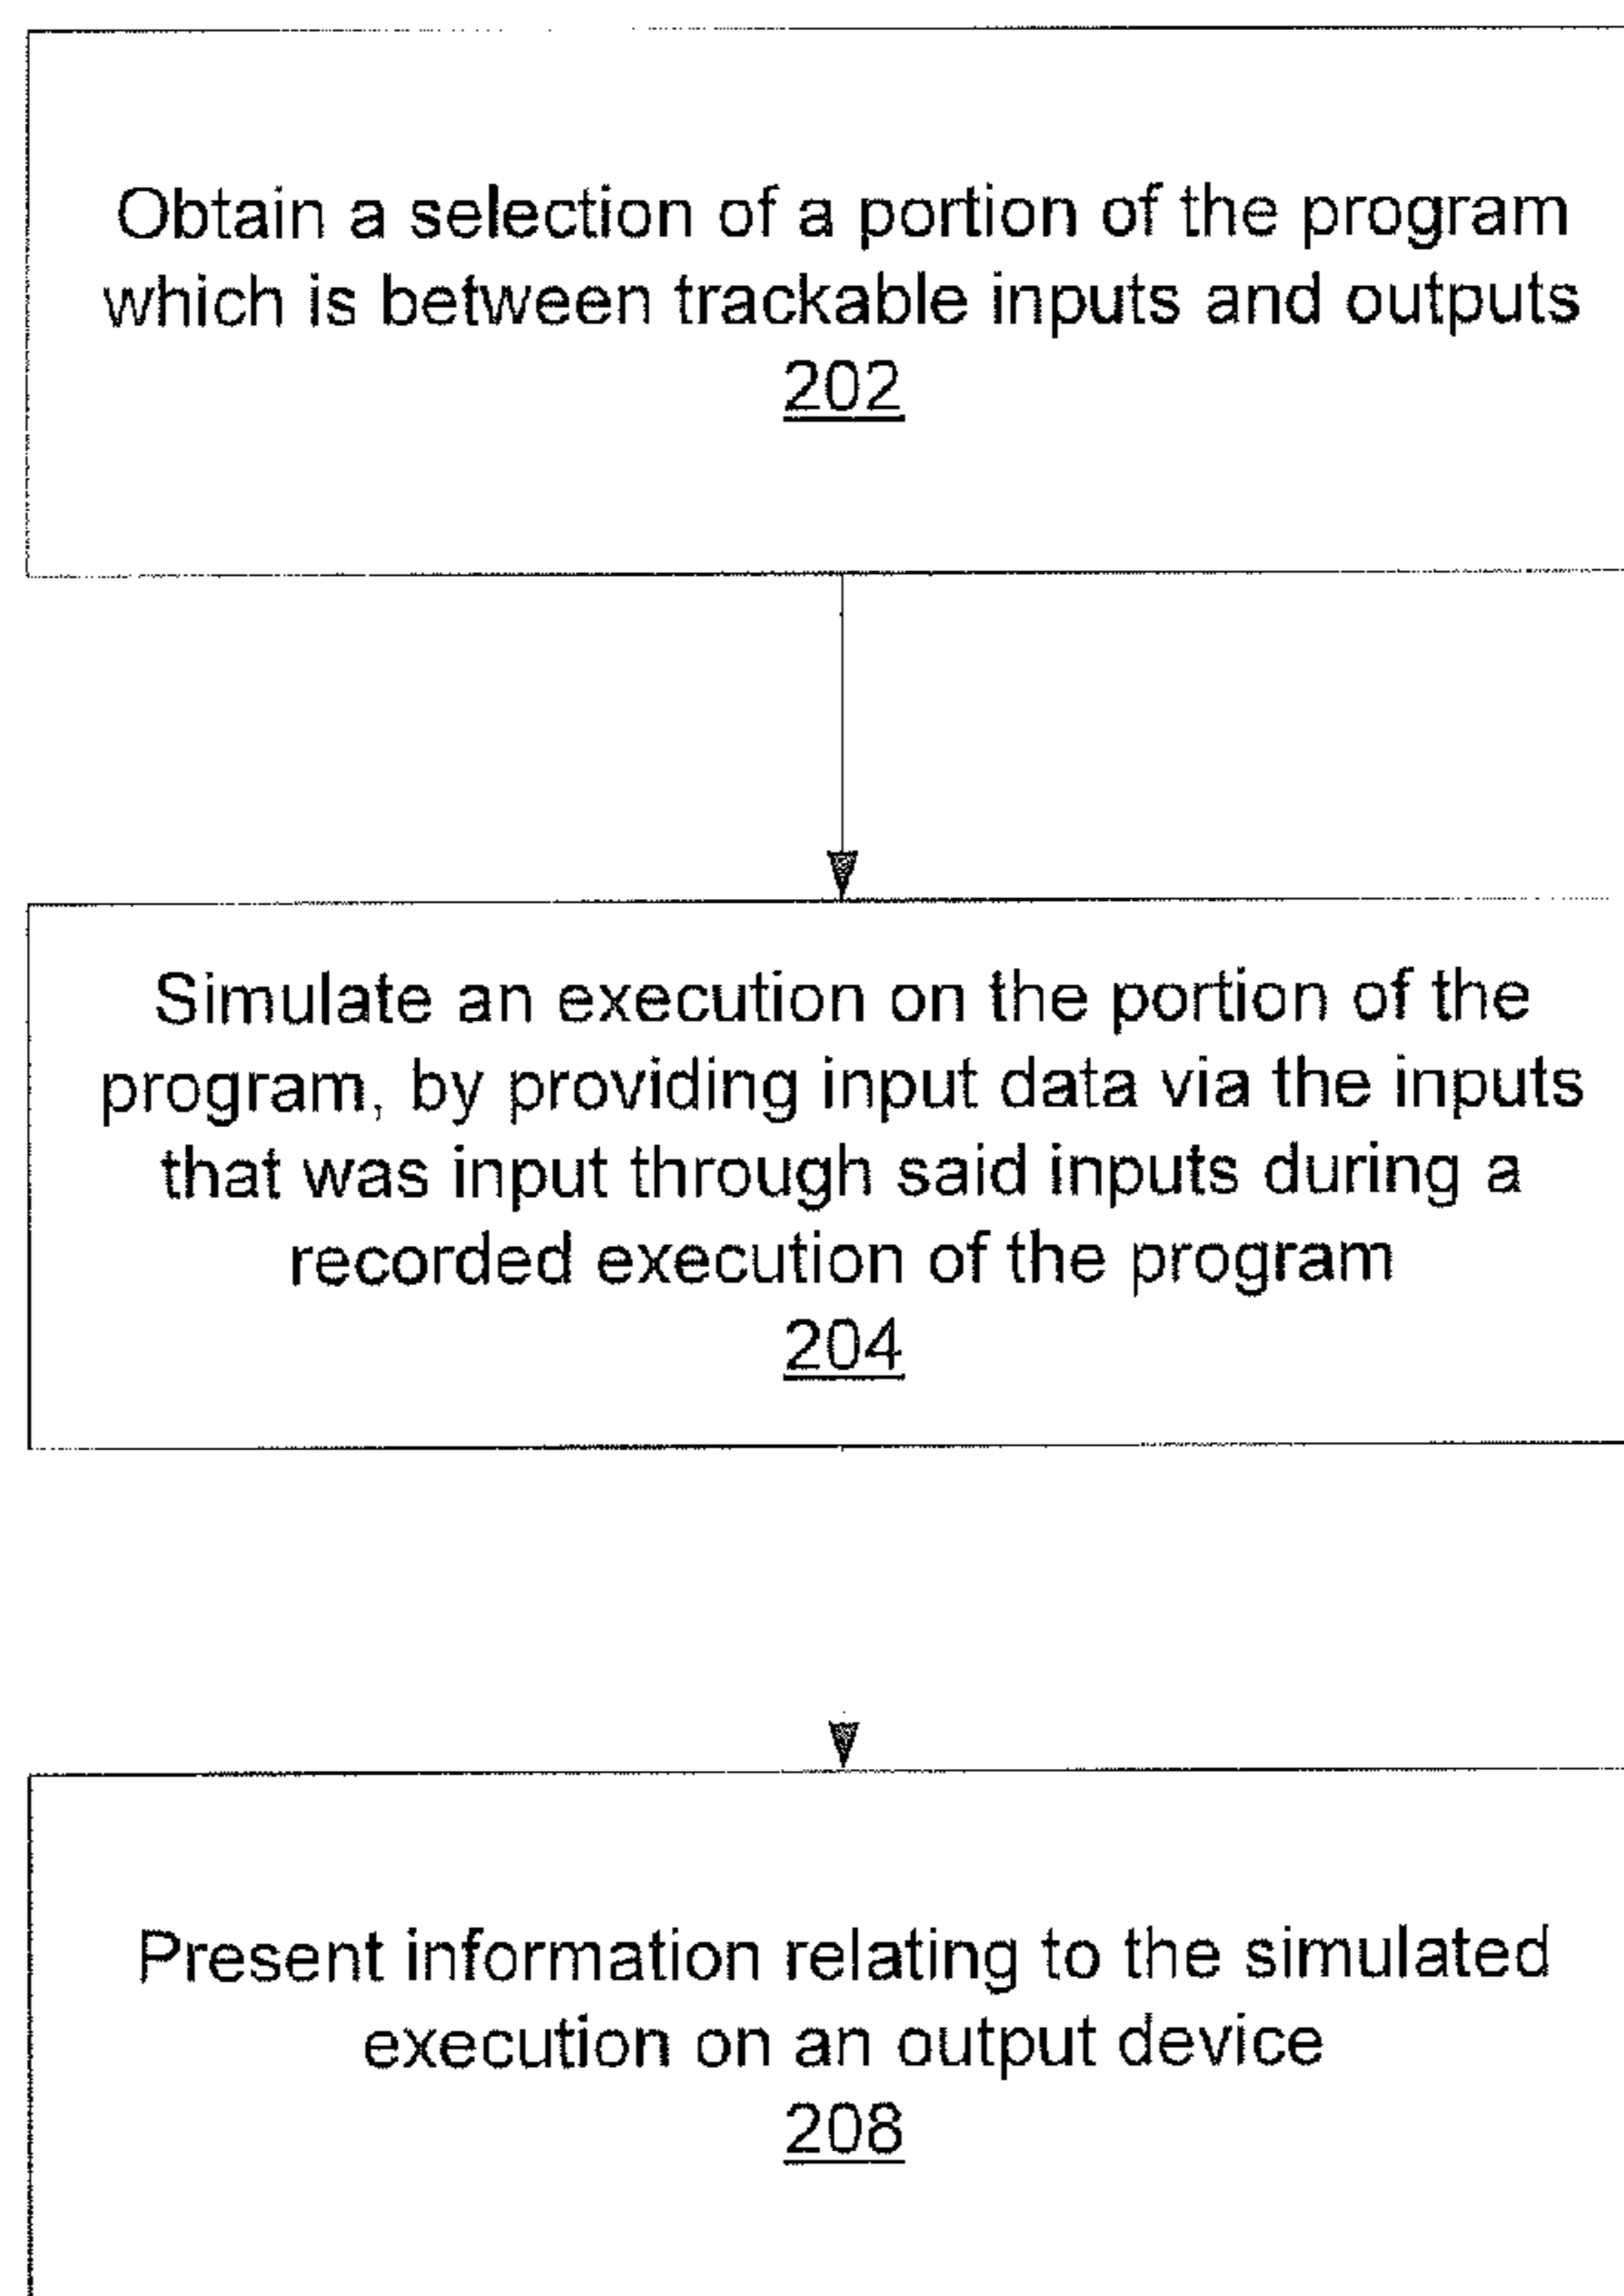 Obtain a selection of a portion of the program
which is between trackable inputs and outputs
202
Simulate an execution on the portion of the
program, by providing input data via the inputs
that was input through said inputs during a
recorded execution of the program
204
Present information relating to the simulated
execution on an output device
208